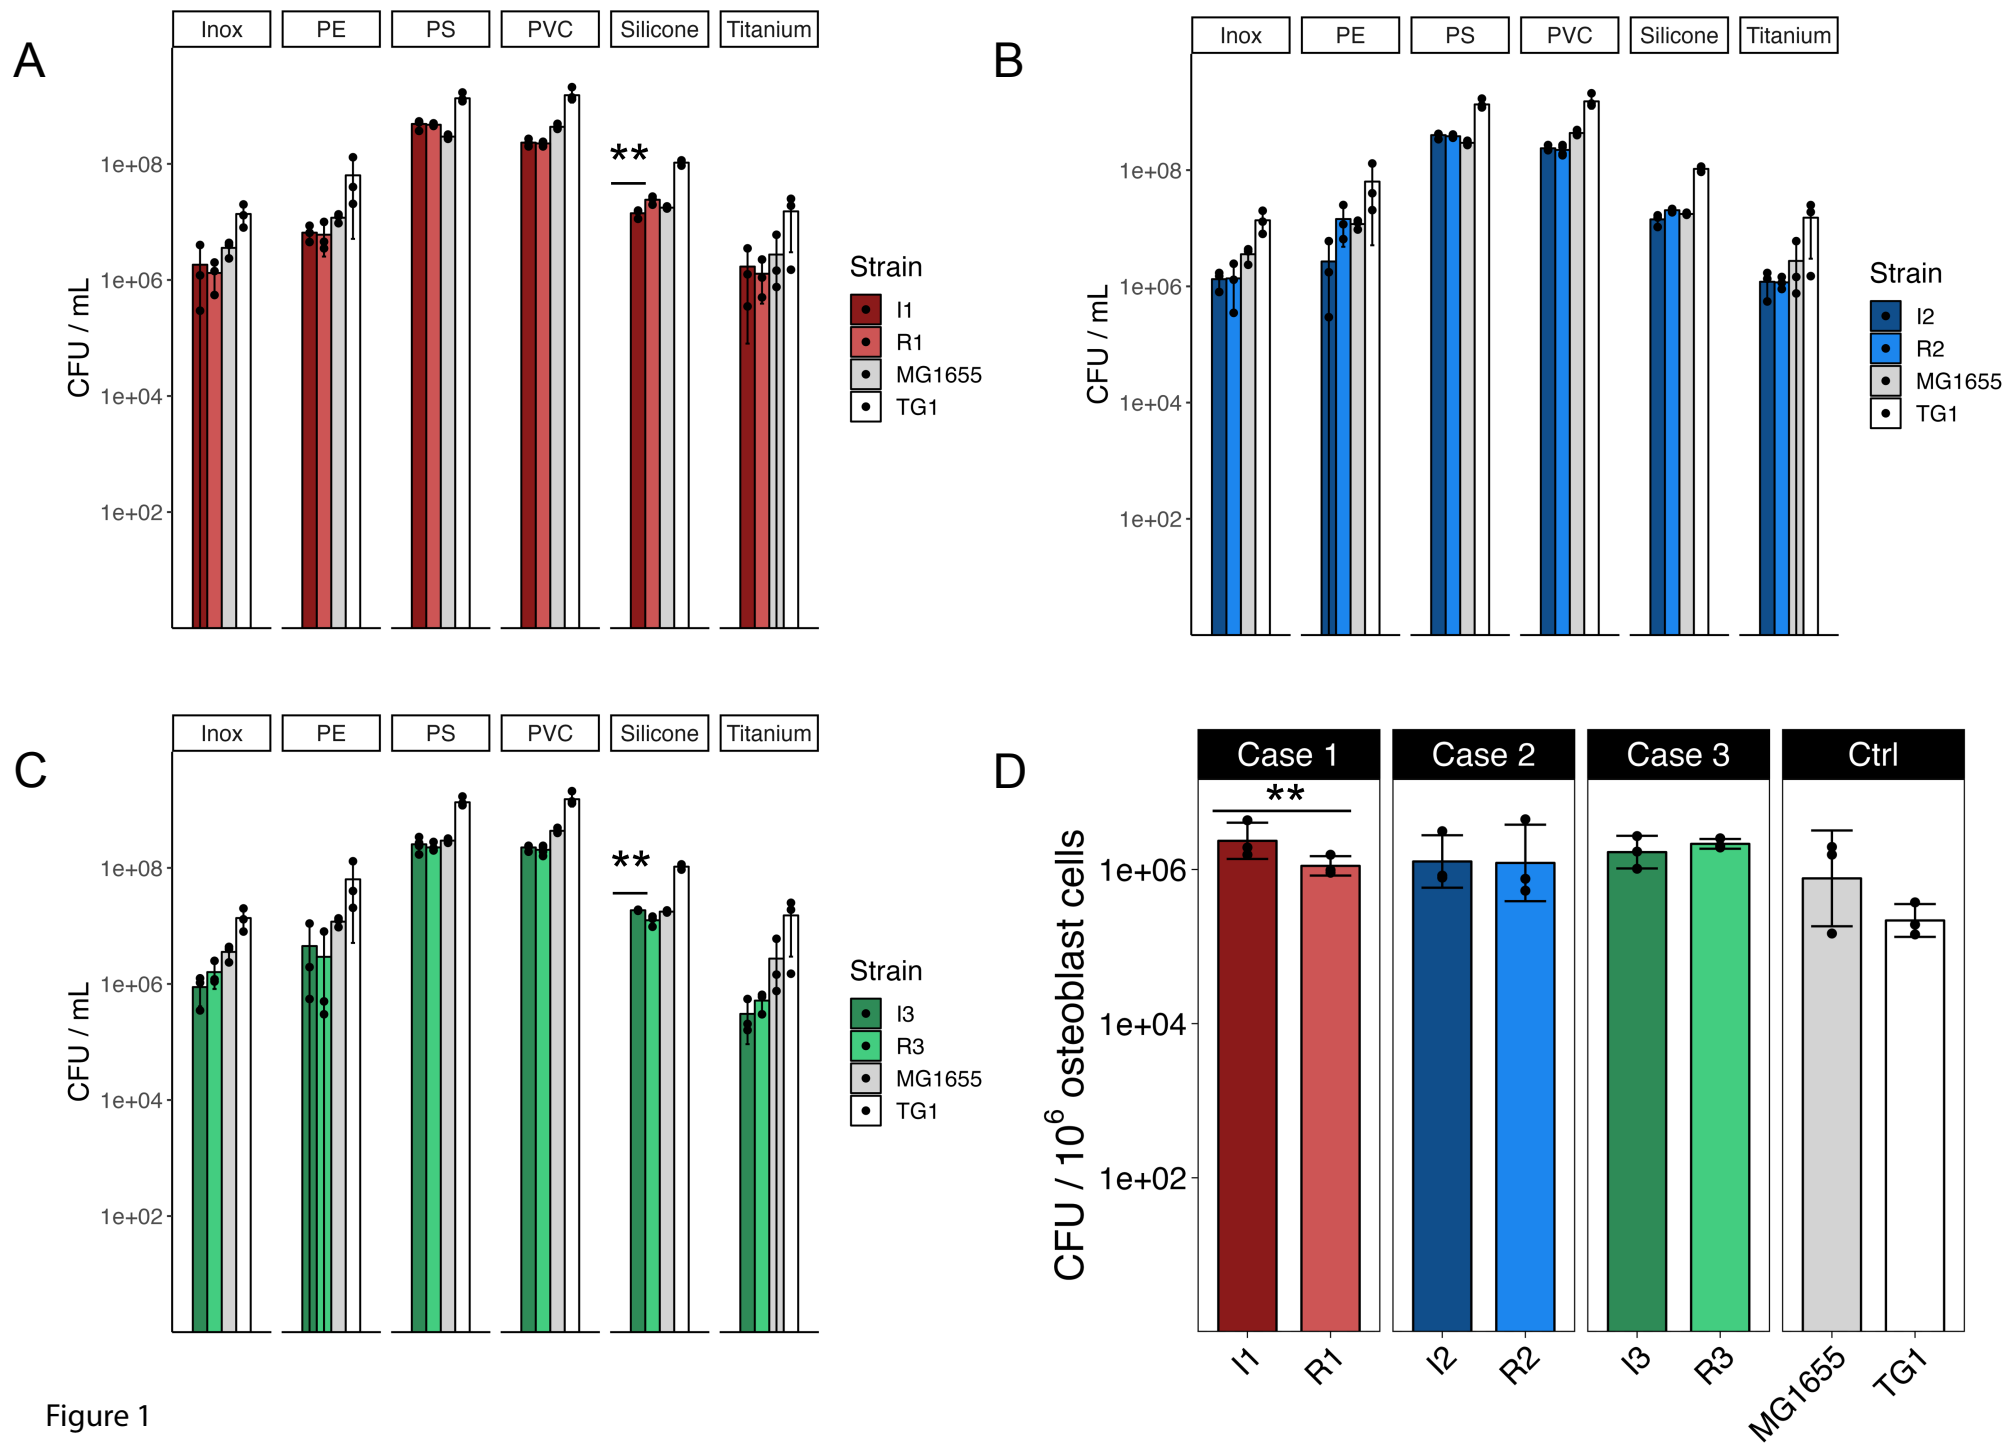 A
Inox PE PS PVC Silicone Titanium
CFU / mL
1e+08
1e+06
1e+04
1e+02
**
Strain
I1
R1
MG1655
TG1
B
Inox PE PS PVC Silicone Titanium
CFU / mL
1e+08
1e+06
1e+04
1e+02
Strain
I2
R2
MG1655
TG1
C
Inox PE PS PVC Silicone Titanium
CFU / mL
1e+08
1e+06
1e+04
1e+02
**
Strain
I3
R3
MG1655
TG1
D
Case 1 Case 2 Case 3 Ctrl
**
CFU / 10⁶ osteoblast cells
1e+06
1e+04
1e+02
I1 R1 I2 R2 I3 R3 MG1655 TG1
Figure 1